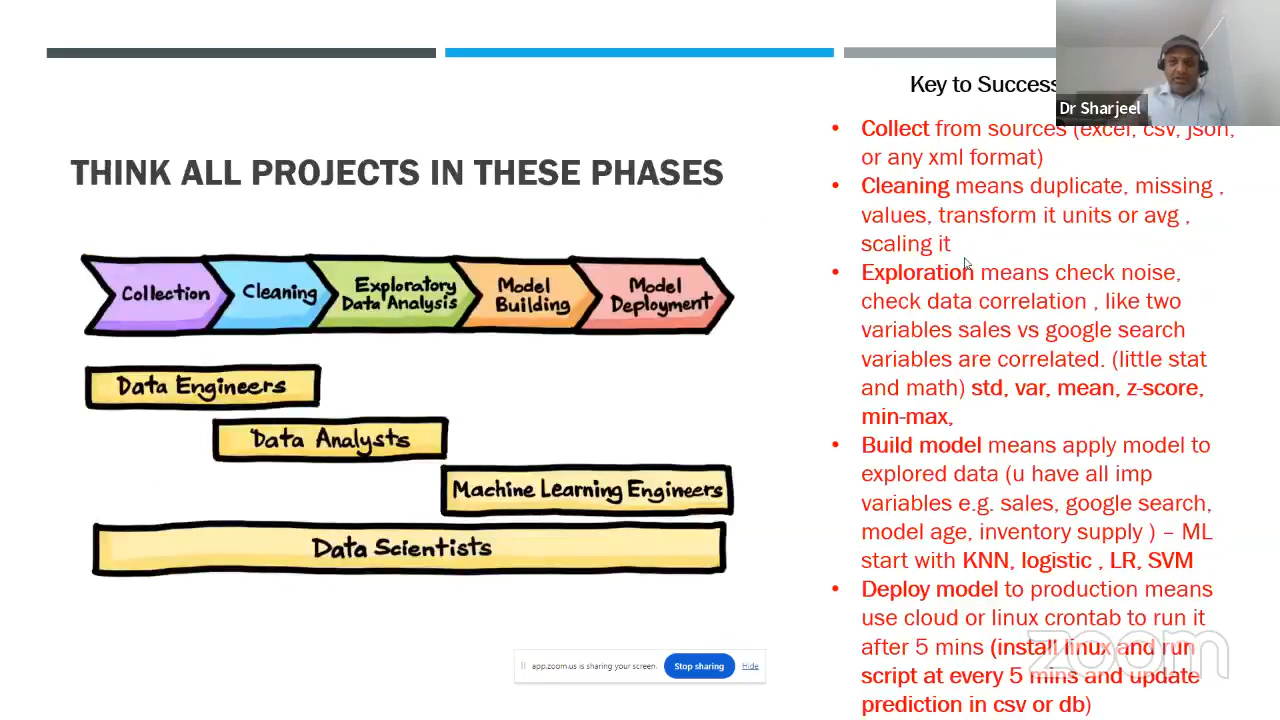 Key to Success
Dr Sharjeel
THINK ALL PROJECTS IN THESE PHASES
Collection
Cleaning
Exploratory
Data Analysis
Model
Building
Model
Deployment
Data Engineers
Data Analysts
Machine Learning Engineers
Data Scientists
• Collect from sources (excel, csv, json,
or any xml format)
• Cleaning means duplicate, missing ,
values, transform it units or avg ,
scaling it
• Exploration means check noise,
check data correlation , like two
variables sales vs google search
variables are correlated. (little stat
and math) std, var, mean, z-score,
min-max,
• Build model means apply model to
explored data (u have all imp
variables e.g. sales, google search,
model age, inventory supply ) – ML
start with KNN, logistic , LR, SVM
• Deploy model to production means
use cloud or linux crontab to run it
after 5 mins (install linux and run
script at every 5 mins and update
prediction in csv or db)
app.zoom.us is sharing your screen.
Stop sharing
Hide
zoom